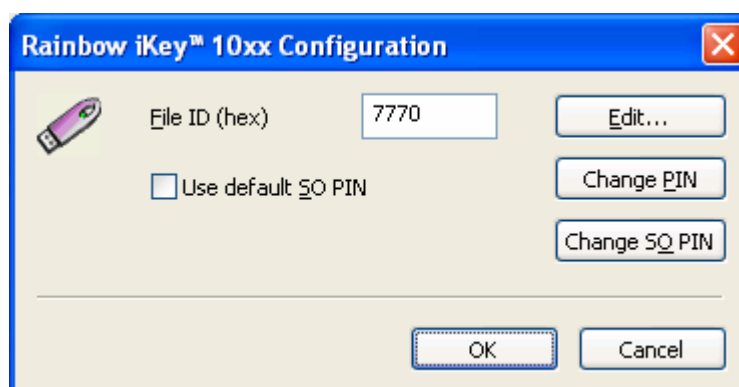 Rainbow iKey™ 10xx Configuration
File ID (hex) 7770 Edit...
Use default SO PIN Change PIN
Change SO PIN
OK Cancel